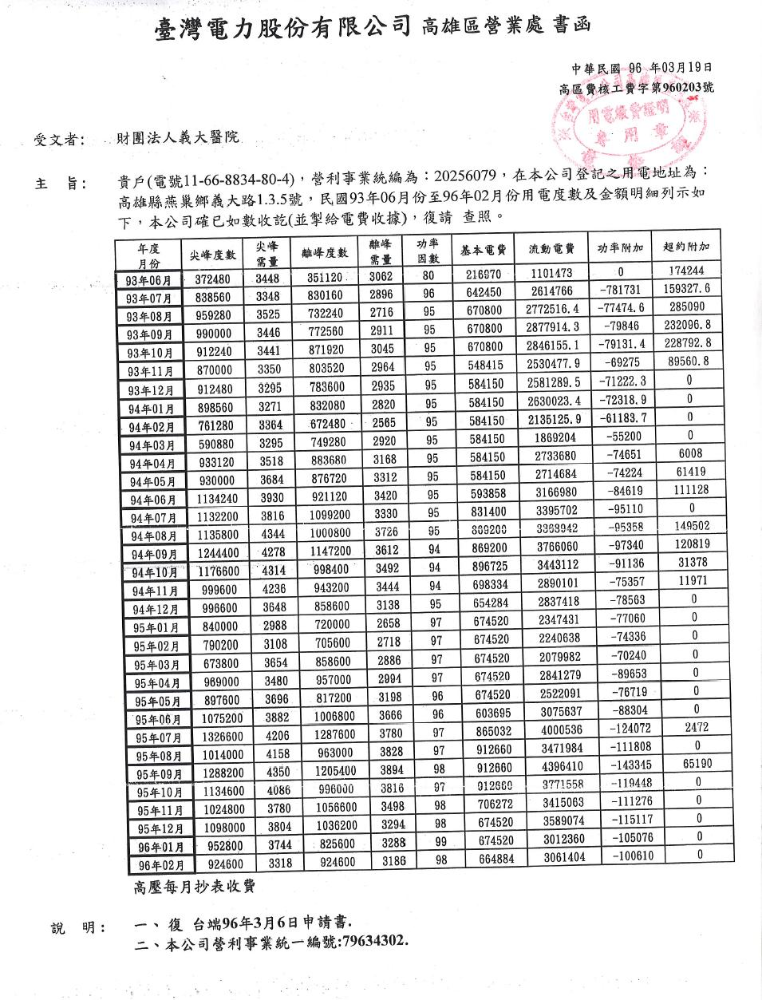 臺灣電力股份有限公司 高雄區營業處 書函
中華民國 96 年03月19日
高區費核工費字第960203號
用電繳費證明
專用章
受文者: 財團法人義大醫院
主 旨: 貴戶(電號11-66-8834-80-4),營利事業統編為:20256079,在本公司登記之用電地址為:
高雄縣燕巢鄉義大路1.3.5號,民國93年06月份至96年02月份用電度數及金額明細列示如
下,本公司確已如數收訖(並掣給電費收據),復請 查照。
年度月份 尖峰度數 尖峰需量 離峰度數 離峰需量 功率因數 基本電費 流動電費 功率附加 超約附加
93年06月 372480 3448 351120 3062 80 216970 1101473 0 174244
93年07月 838560 3348 830160 2896 96 642450 2614766 -781731 159327.6
93年08月 959280 3525 732240 2716 95 670800 2772516.4 -77474.6 285090
93年09月 990000 3446 772560 2911 95 670800 2877914.3 -79846 232096.8
93年10月 912240 3441 871920 3045 95 670800 2846155.1 -79131.4 228792.8
93年11月 870000 3350 803520 2964 95 548415 2530477.9 -69275 89560.8
93年12月 912480 3295 783600 2935 95 584150 2581289.5 -71222.3 0
94年01月 898560 3271 832080 2820 95 584150 2630023.4 -72318.9 0
94年02月 761280 3364 672480 2565 95 584150 2135125.9 -61183.7 0
94年03月 590880 3295 749280 2920 95 584150 1869204 -55200 0
94年04月 933120 3518 883680 3168 95 584150 2733680 -74651 6008
94年05月 930000 3684 876720 3312 95 584150 2714684 -74224 61419
94年06月 1134240 3930 921120 3420 95 593858 3166980 -84619 111128
94年07月 1132200 3816 1099200 3330 95 831400 3395702 -95110 0
94年08月 1135800 4344 1000800 3726 95 869200 3363942 -95358 149502
94年09月 1244400 4278 1147200 3612 94 869200 3766060 -97340 120819
94年10月 1176600 4314 998400 3492 94 896725 3443112 -91136 31378
94年11月 999600 4236 943200 3444 94 698334 2890101 -75357 11971
94年12月 996600 3648 858600 3138 95 654284 2837418 -78563 0
95年01月 840000 2988 720000 2658 97 674520 2347431 -77060 0
95年02月 790200 3108 705600 2718 97 674520 2240638 -74336 0
95年03月 673800 3654 858600 2886 97 674520 2079982 -70240 0
95年04月 969000 3480 957000 2994 97 674520 2841279 -89653 0
95年05月 897600 3696 817200 3198 96 674520 2522091 -76719 0
95年06月 1075200 3882 1006800 3666 96 603695 3075637 -88304 0
95年07月 1326600 4206 1287600 3780 97 865032 4000536 -124072 2472
95年08月 1014000 4158 963000 3828 97 912660 3471984 -111808 0
95年09月 1288200 4350 1205400 3894 98 912660 4396410 -143345 65190
95年10月 1134600 4086 996000 3816 97 912660 3771558 -119448 0
95年11月 1024800 3780 1056600 3498 98 706272 3415063 -111276 0
95年12月 1098000 3804 1036200 3294 98 674520 3589074 -115117 0
96年01月 952800 3744 825600 3288 99 674520 3012360 -105076 0
96年02月 924600 3318 924600 3186 98 664884 3061404 -100610 0
高壓每月抄表收費
說 明: 一、復 台端96年3月6日申請書.
二、本公司營利事業統一編號:79634302.